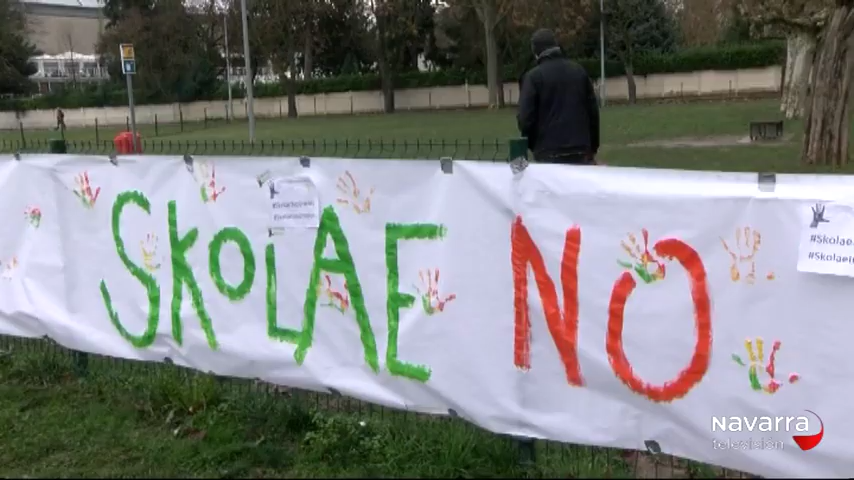 SKOLAE NO
#Skolae
#Skolae
Navarra
televisión